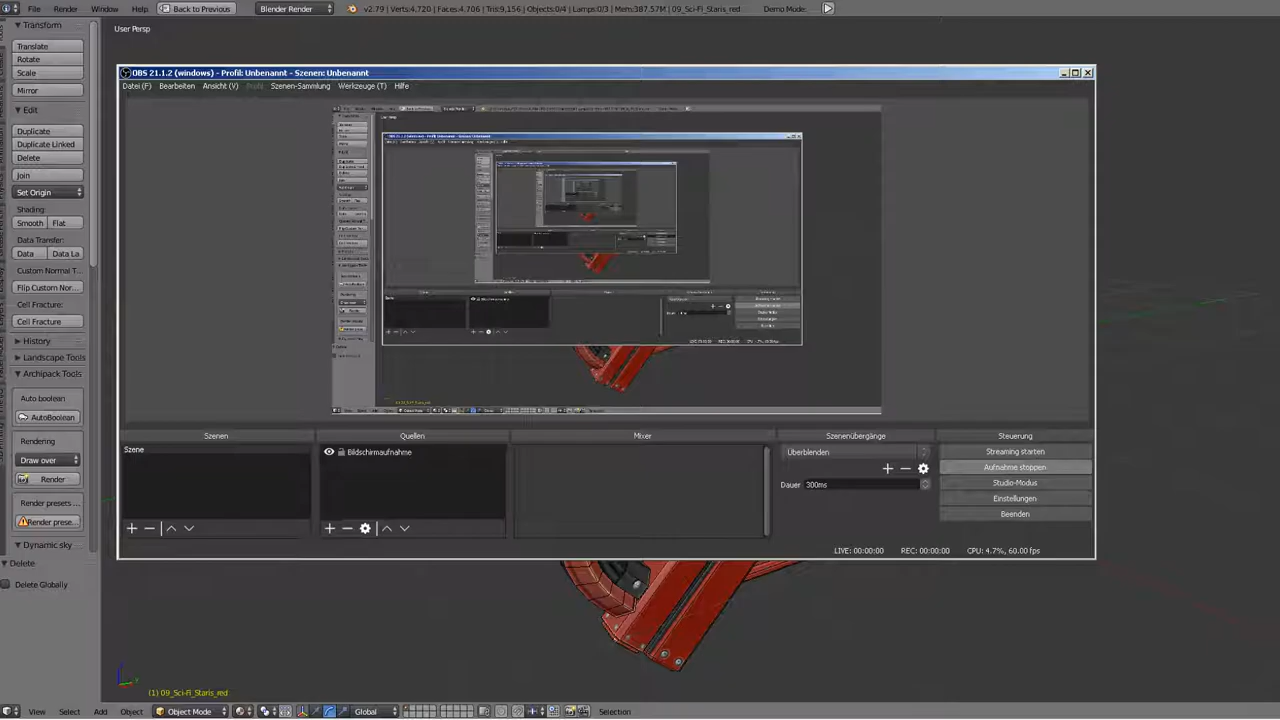 File Render Window Help Back to Previous Blender Render v2.79 | Verts:4,720 | Faces:4,706 | Tris:9,156 | Objects:0/4 | Lamps:0/3 | Mem:387.57M | 09_Sci-Fi_Staris_red Demo Mode:
Transform
User Persp
Translate
Rotate
Scale
Mirror
Edit
Duplicate
Duplicate Linked
Delete
Join
Set Origin
Shading:
Smooth Flat
Data Transfer:
Data Data La
Custom Normal T...
Flip Custom Nor...
Cell Fracture:
Cell Fracture
History
Landscape Tools
Archipack Tools
Auto boolean
AutoBoolean
Rendering
Draw over
Render
Render presets...
Render prese...
Dynamic sky
Delete
Delete Globally
OBS 21.1.2 (windows) - Profil: Unbenannt - Szenen: Unbenannt
Datei (F) Bearbeiten Ansicht (V) Profil Szenen-Sammlung Werkzeuge (T) Hilfe
Szenen Quellen Mixer Szenenübergänge Steuerung
Szene
Bildschirmaufnahme
Überblenden
Dauer 300ms
Streaming starten
Aufnahme stoppen
Studio-Modus
Einstellungen
Beenden
LIVE: 00:00:00 REC: 00:00:00 CPU: 4.7%, 60.00 fps
(1) 09_Sci-Fi_Staris_red
View Select Add Object Object Mode Global Selection